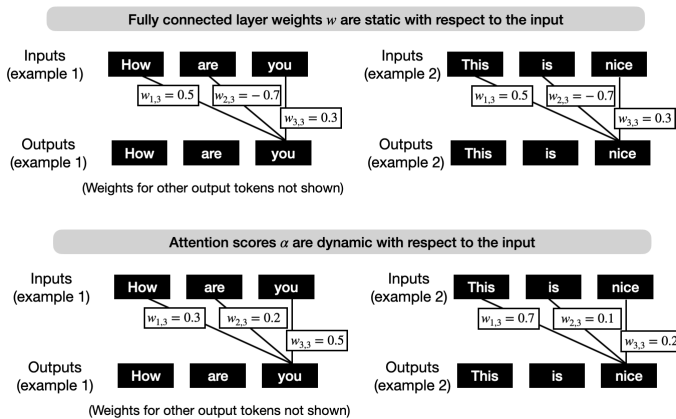 Fully connected layer weights w are static with respect to the input
Inputs
(example 1)
How are you
w1,3 = 0.5 w2,3 = − 0.7
w3,3 = 0.3
Outputs
(example 1)
How are you
(Weights for other output tokens not shown)
Inputs
(example 2)
This is nice
w1,3 = 0.5 w2,3 = −0.7
w3,3 = 0.3
Outputs
(example 2)
This is nice
Attention scores α are dynamic with respect to the input
Inputs
(example 1)
How are you
w1,3 = 0.3 w2,3 = 0.2
w3,3 = 0.5
Outputs
(example 1)
How are you
(Weights for other output tokens not shown)
Inputs
(example 2)
This is nice
w1,3 = 0.7 w2,3 = 0.1
w3,3 = 0.2
Outputs
(example 2)
This is nice